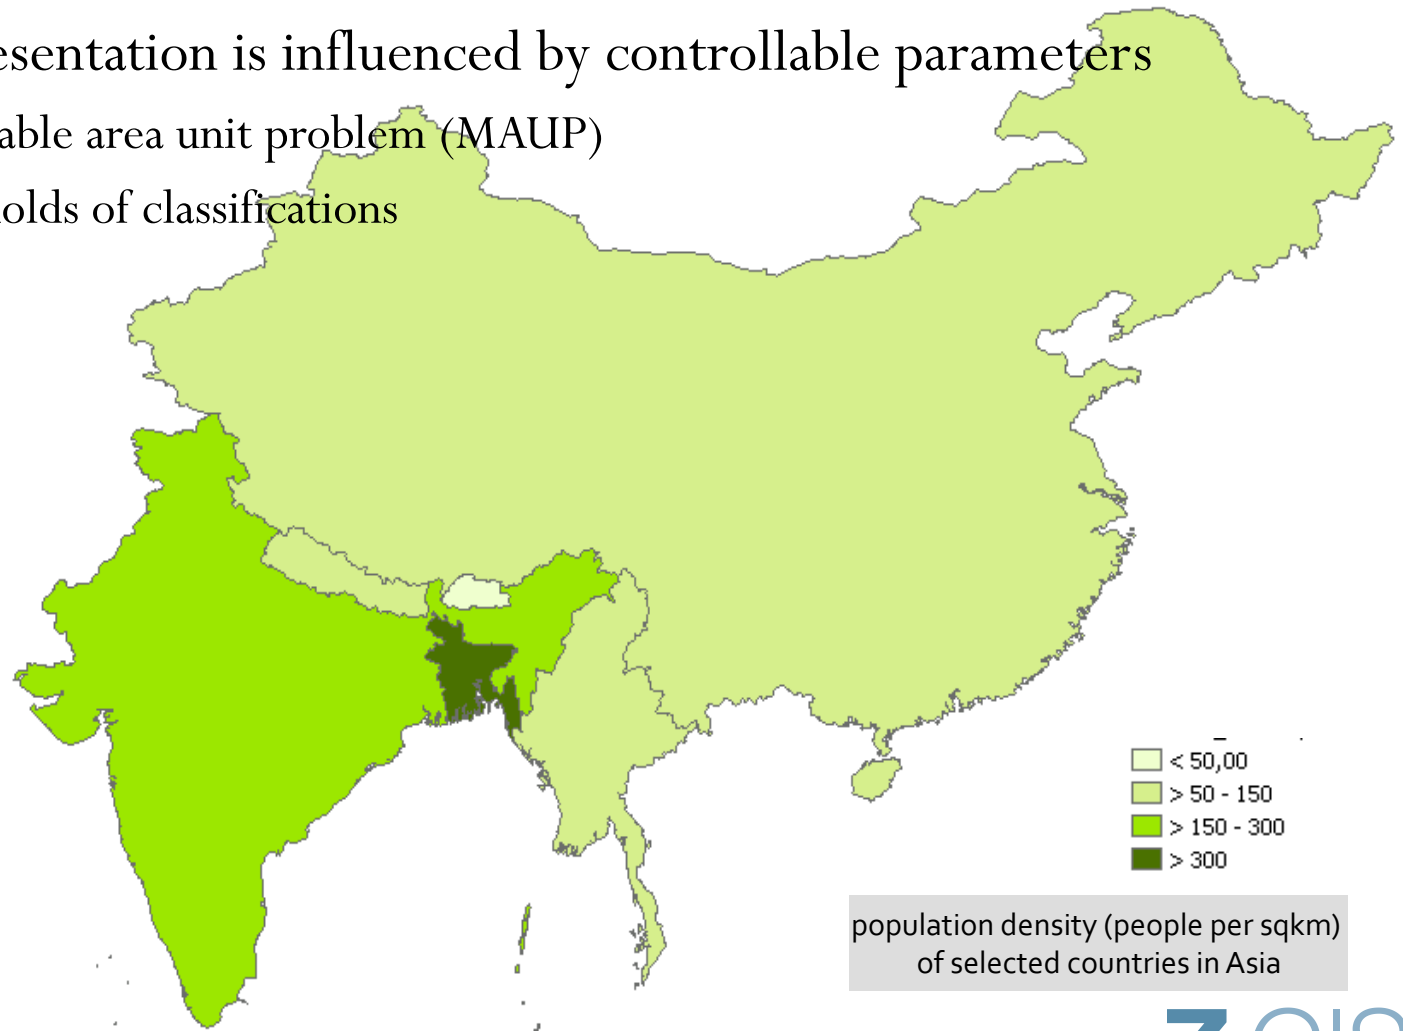 esentation is influenced by controllable parameters
able area unit problem (MAUP)
olds of classifications
< 50,00
> 50 - 150
> 150 - 300
> 300
population density (people per sqkm)
of selected countries in Asia